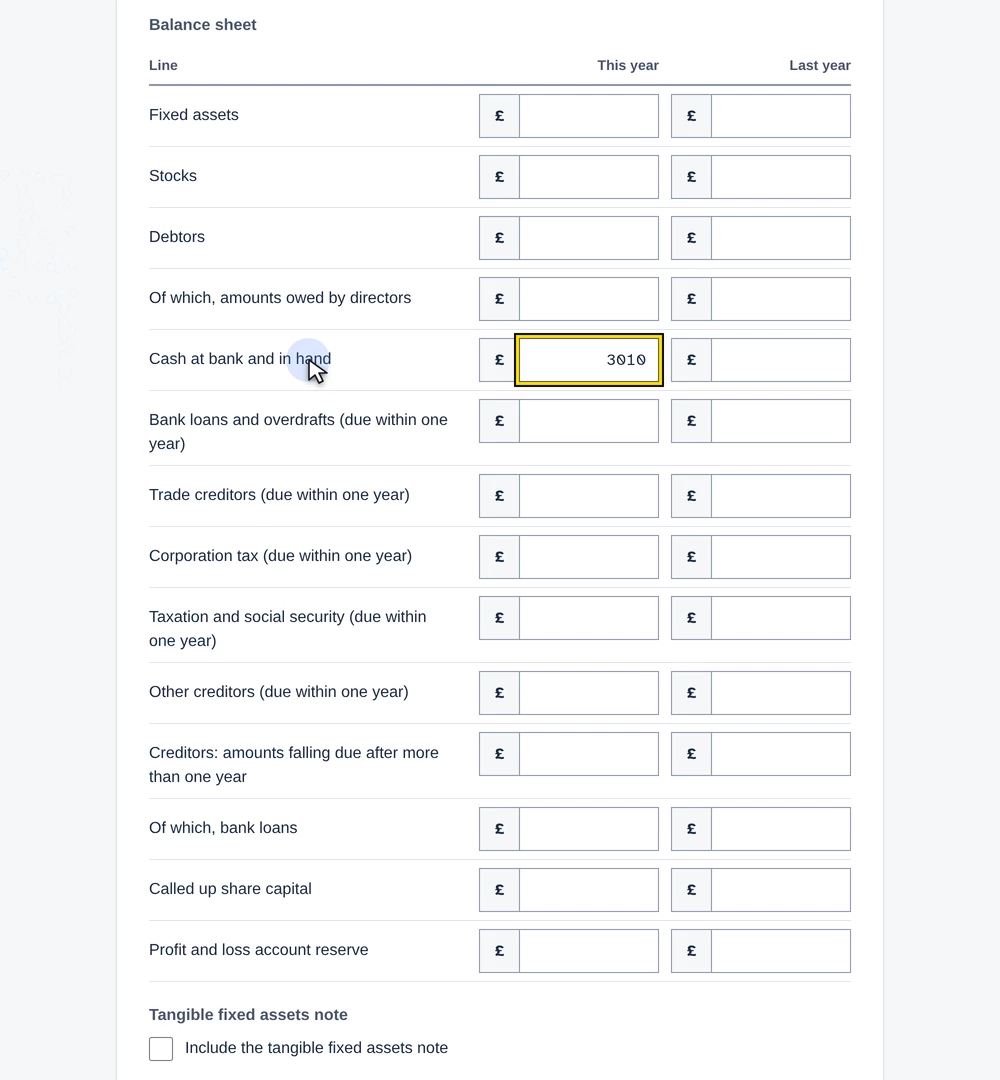 Balance sheet
Line This year Last year
Fixed assets £ £
Stocks £ £
Debtors £ £
Of which, amounts owed by directors £ £
Cash at bank and in hand £ 3010 £
Bank loans and overdrafts (due within one £ £
year)
Trade creditors (due within one year) £ £
Corporation tax (due within one year) £ £
Taxation and social security (due within £ £
one year)
Other creditors (due within one year) £ £
Creditors: amounts falling due after more £ £
than one year
Of which, bank loans £ £
Called up share capital £ £
Profit and loss account reserve £ £
Tangible fixed assets note
Include the tangible fixed assets note